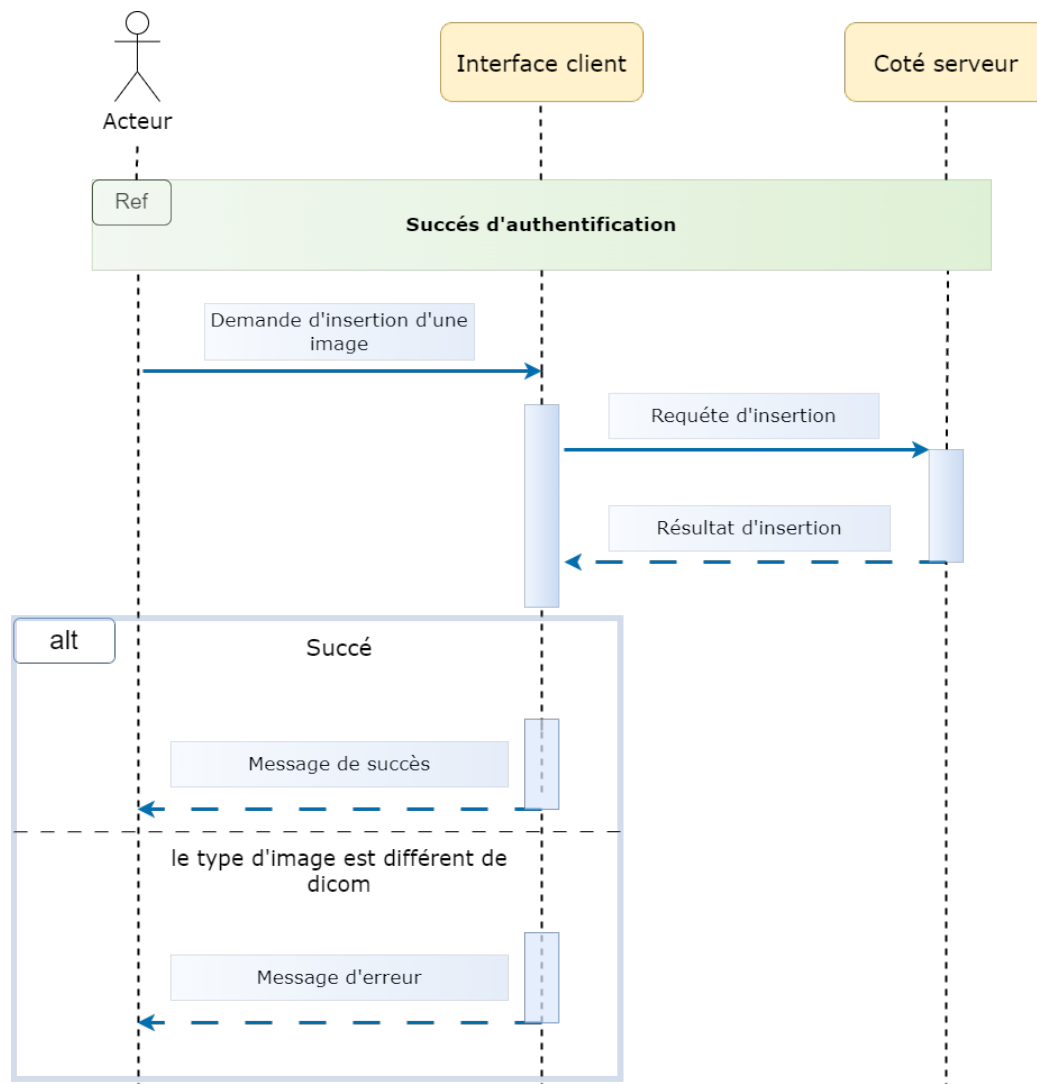 Acteur
Interface client
Coté serveur
Ref
Succés d'authentification
Demande d'insertion d'une
image
Requéte d'insertion
Résultat d'insertion
alt
Succé
Message de succès
le type d'image est différent de
dicom
Message d'erreur